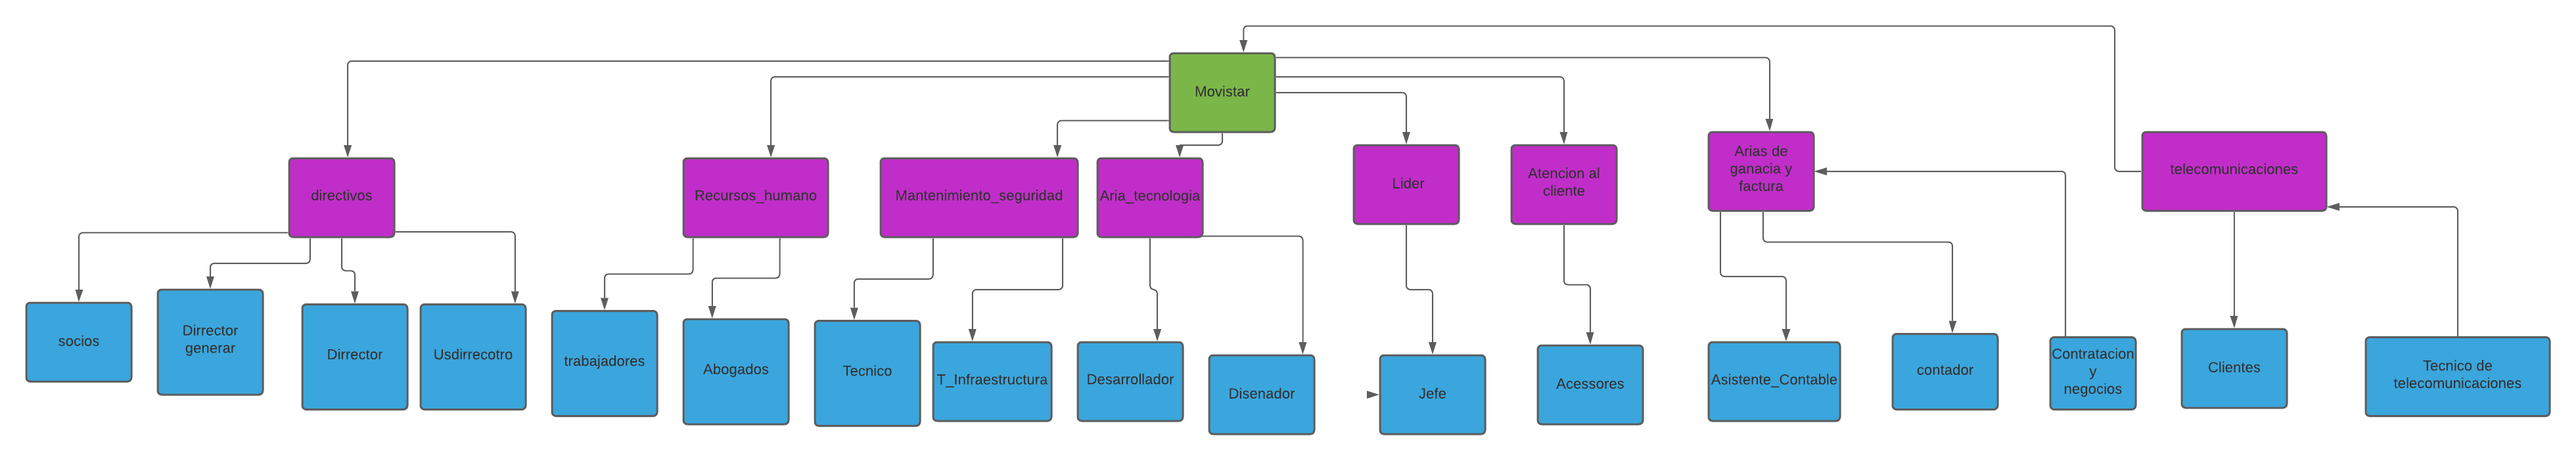 Movistar
directivos
Recursos_humano
Mantenimiento_seguridad
Aria_tecnologia
Lider
Atencion al
cliente
Arias de
ganacia y
factura
telecomunicaciones
socios
Dirrector
generar
Dirrector
Usdirrecotro
trabajadores
Abogados
Tecnico
T_Infraestructura
Desarrollador
Disenador
Jefe
Acessores
Asistente_Contable
contador
Contratacion
y
negocios
Clientes
Tecnico de
telecomunicaciones